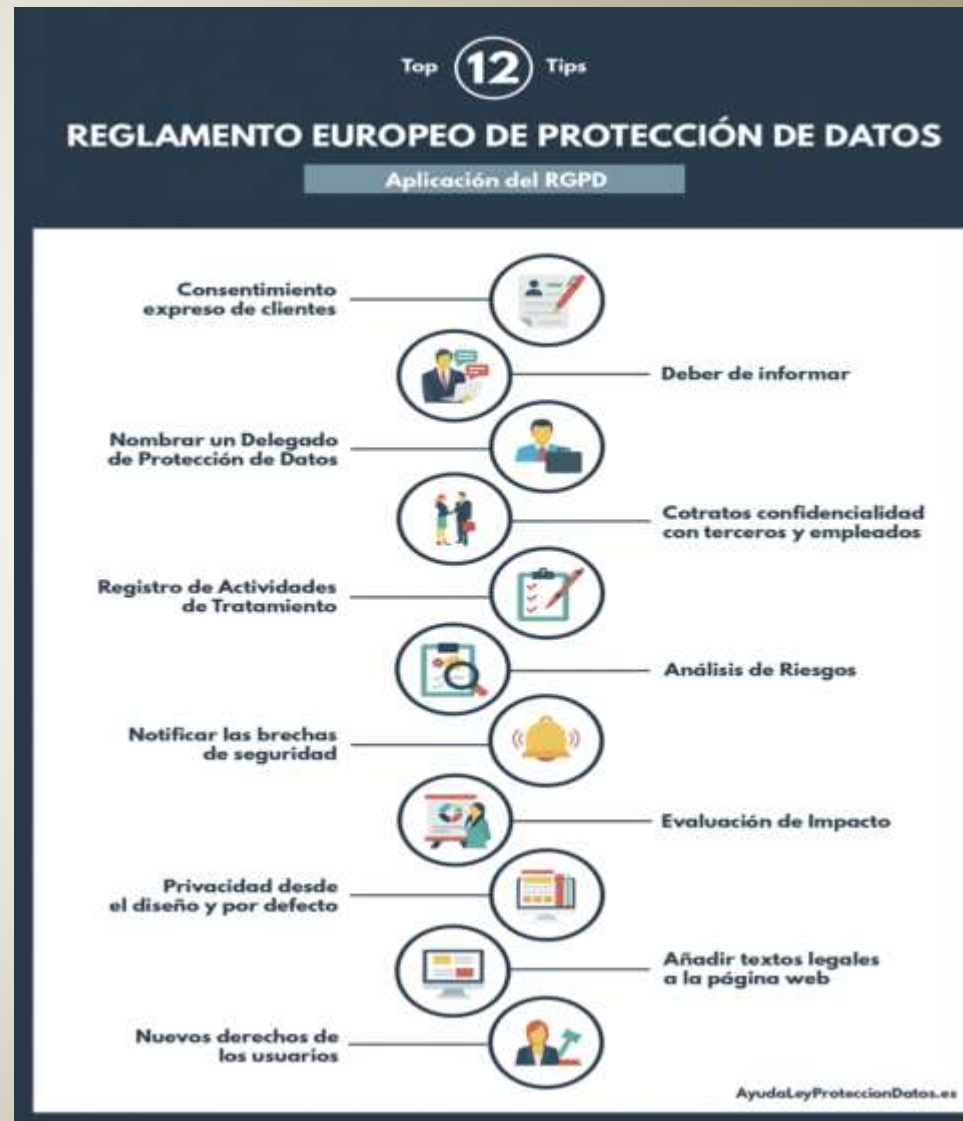 Top 12 Tips
REGLAMENTO EUROPEO DE PROTECCIÓN DE DATOS
Aplicación del RGPD
Consentimiento
expreso de clientes
Deber de informar
Nombrar un Delegado
de Protección de Datos
Cotratos confidencialidad
con terceros y empleados
Registro de Actividades
de Tratamiento
Análisis de Riesgos
Notificar las brechas
de seguridad
Evaluación de Impacto
Privacidad desde
el diseño y por defecto
Añadir textos legales
a la página web
Nuevos derechos de
los usuarios
AyudaLeyProteccionDatos.es